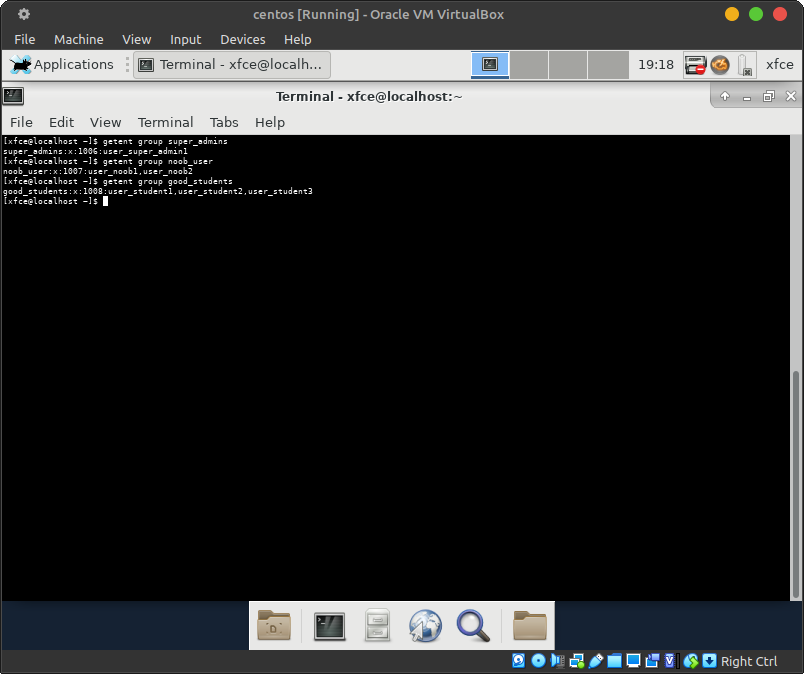 centos [Running] - Oracle VM VirtualBox
File Machine View Input Devices Help
Applications Terminal - xfce@localh... 19:18 xfce
Terminal - xfce@localhost:~
File Edit View Terminal Tabs Help
[xfce@localhost ~]$ getent group super_admins
super_admins:x:1006:user_super_admin1
[xfce@localhost ~]$ getent group noob_user
noob_user:x:1007:user_noob1,user_noob2
[xfce@localhost ~]$ getent group good_students
good_students:x:1008:user_student1,user_student2,user_student3
[xfce@localhost ~]$
Right Ctrl